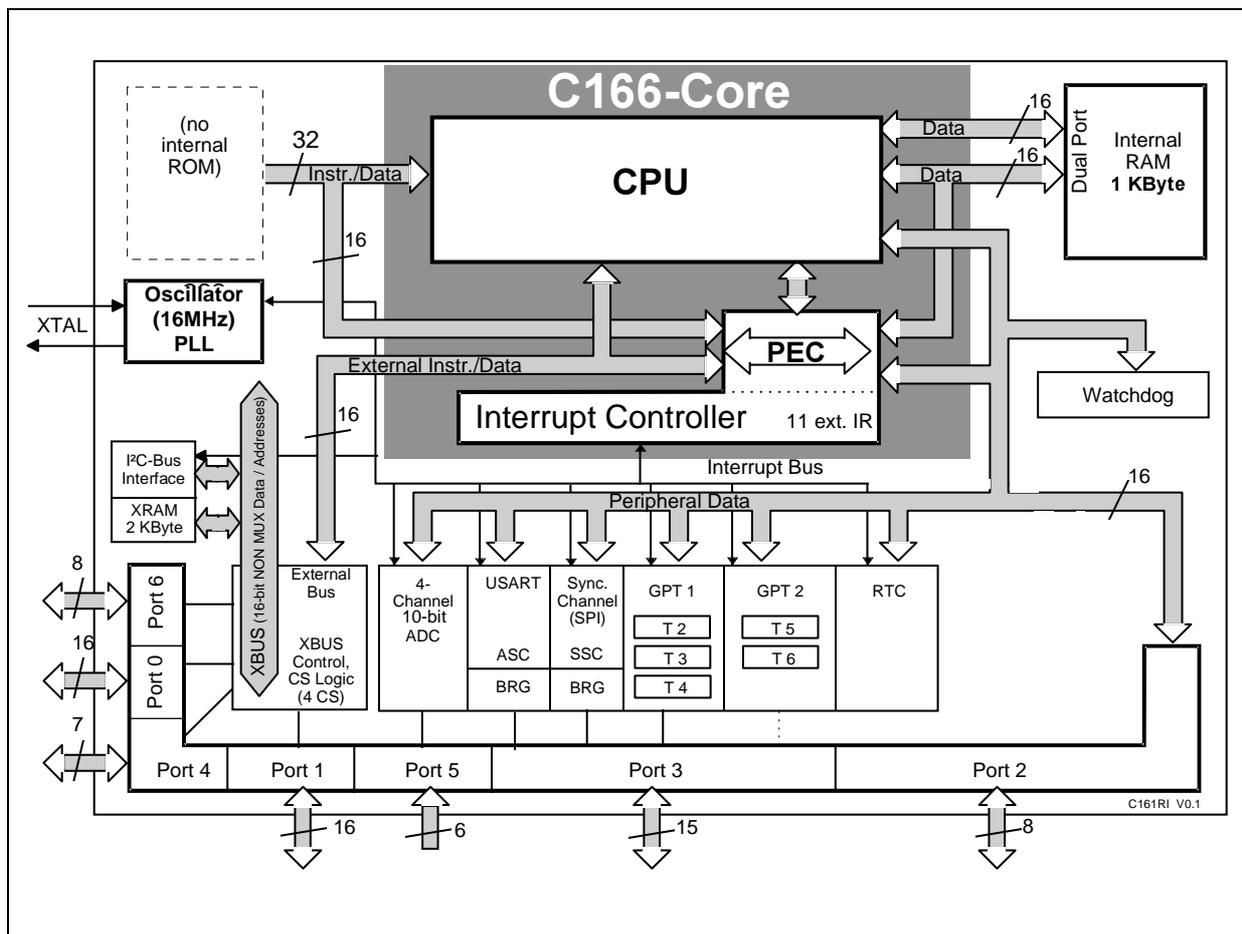 C166-Core
(no
internal
ROM)
32
Instr./Data
CPU
Data
16
Data
16
Dual Port
Internal
RAM
1 KByte
16
XTAL
Oscillator
(16MHz)
PLL
PEC
External Instr./Data
Interrupt Controller
11 ext. IR
Watchdog
16
Interrupt Bus
Peripheral Data
16
I²C-Bus
Interface
XRAM
2 KByte
XBUS (16-bit NON MUX Data / Addresses)
8
Port 6
16
Port 0
7
External
Bus
XBUS
Control,
CS Logic
(4 CS)
4-
Channel
10-bit
ADC
USART
ASC
BRG
Sync.
Channel
(SPI)
SSC
BRG
GPT 1
T 2
T 3
T 4
GPT 2
T 5
T 6
RTC
Port 4
Port 1
Port 5
Port 3
Port 2
C161RI V0.1
16
6
15
8